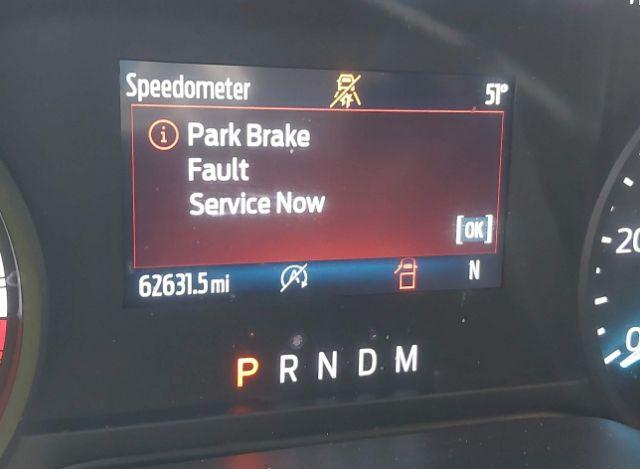 Speedometer 51°
i Park Brake
Fault
Service Now
[OK]
62631.5 mi N
P R N D M
20